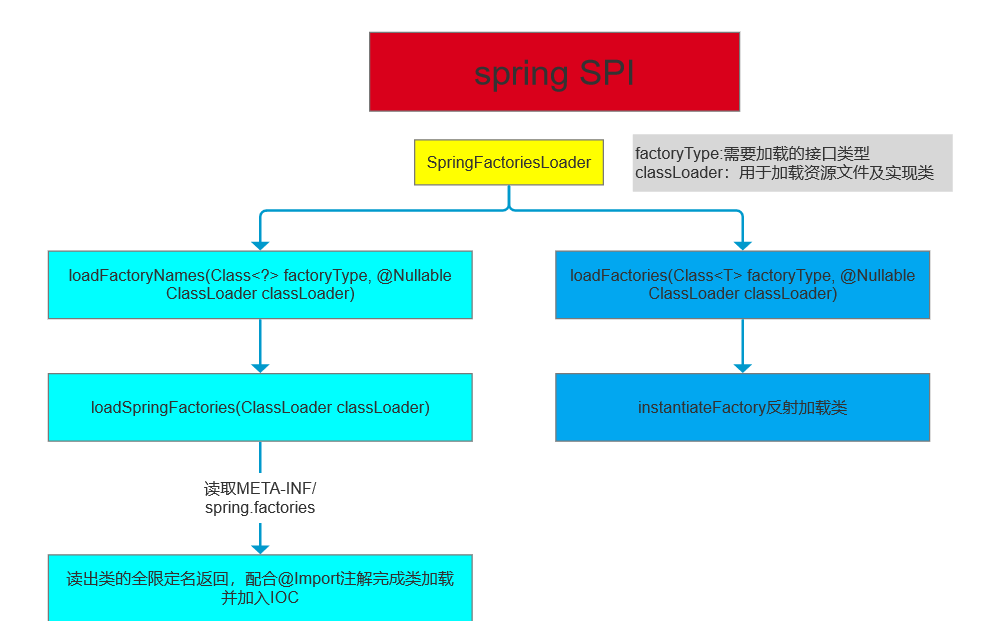 spring SPI
SpringFactoriesLoader
factoryType:需要加载的接口类型
classLoader：用于加载资源文件及实现类
loadFactoryNames(Class<?> factoryType, @Nullable
ClassLoader classLoader)
loadFactories(Class<T> factoryType, @Nullable
ClassLoader classLoader)
loadSpringFactories(ClassLoader classLoader)
instantiateFactory反射加载类
读取META-INF/
spring.factories
读出类的全限定名返回，配合@Import注解完成类加载
并加入IOC